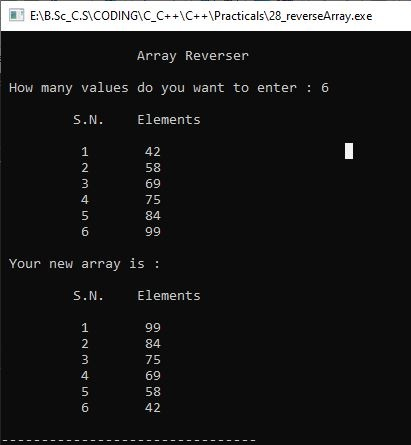 E:\B.Sc_C.S\CODING\C_C++\C++\Practicals\28_reverseArray.exe
Array Reverser
How many values do you want to enter : 6
S.N. Elements
1 42
2 58
3 69
4 75
5 84
6 99
Your new array is :
S.N. Elements
1 99
2 84
3 75
4 69
5 58
6 42
--------------------------------